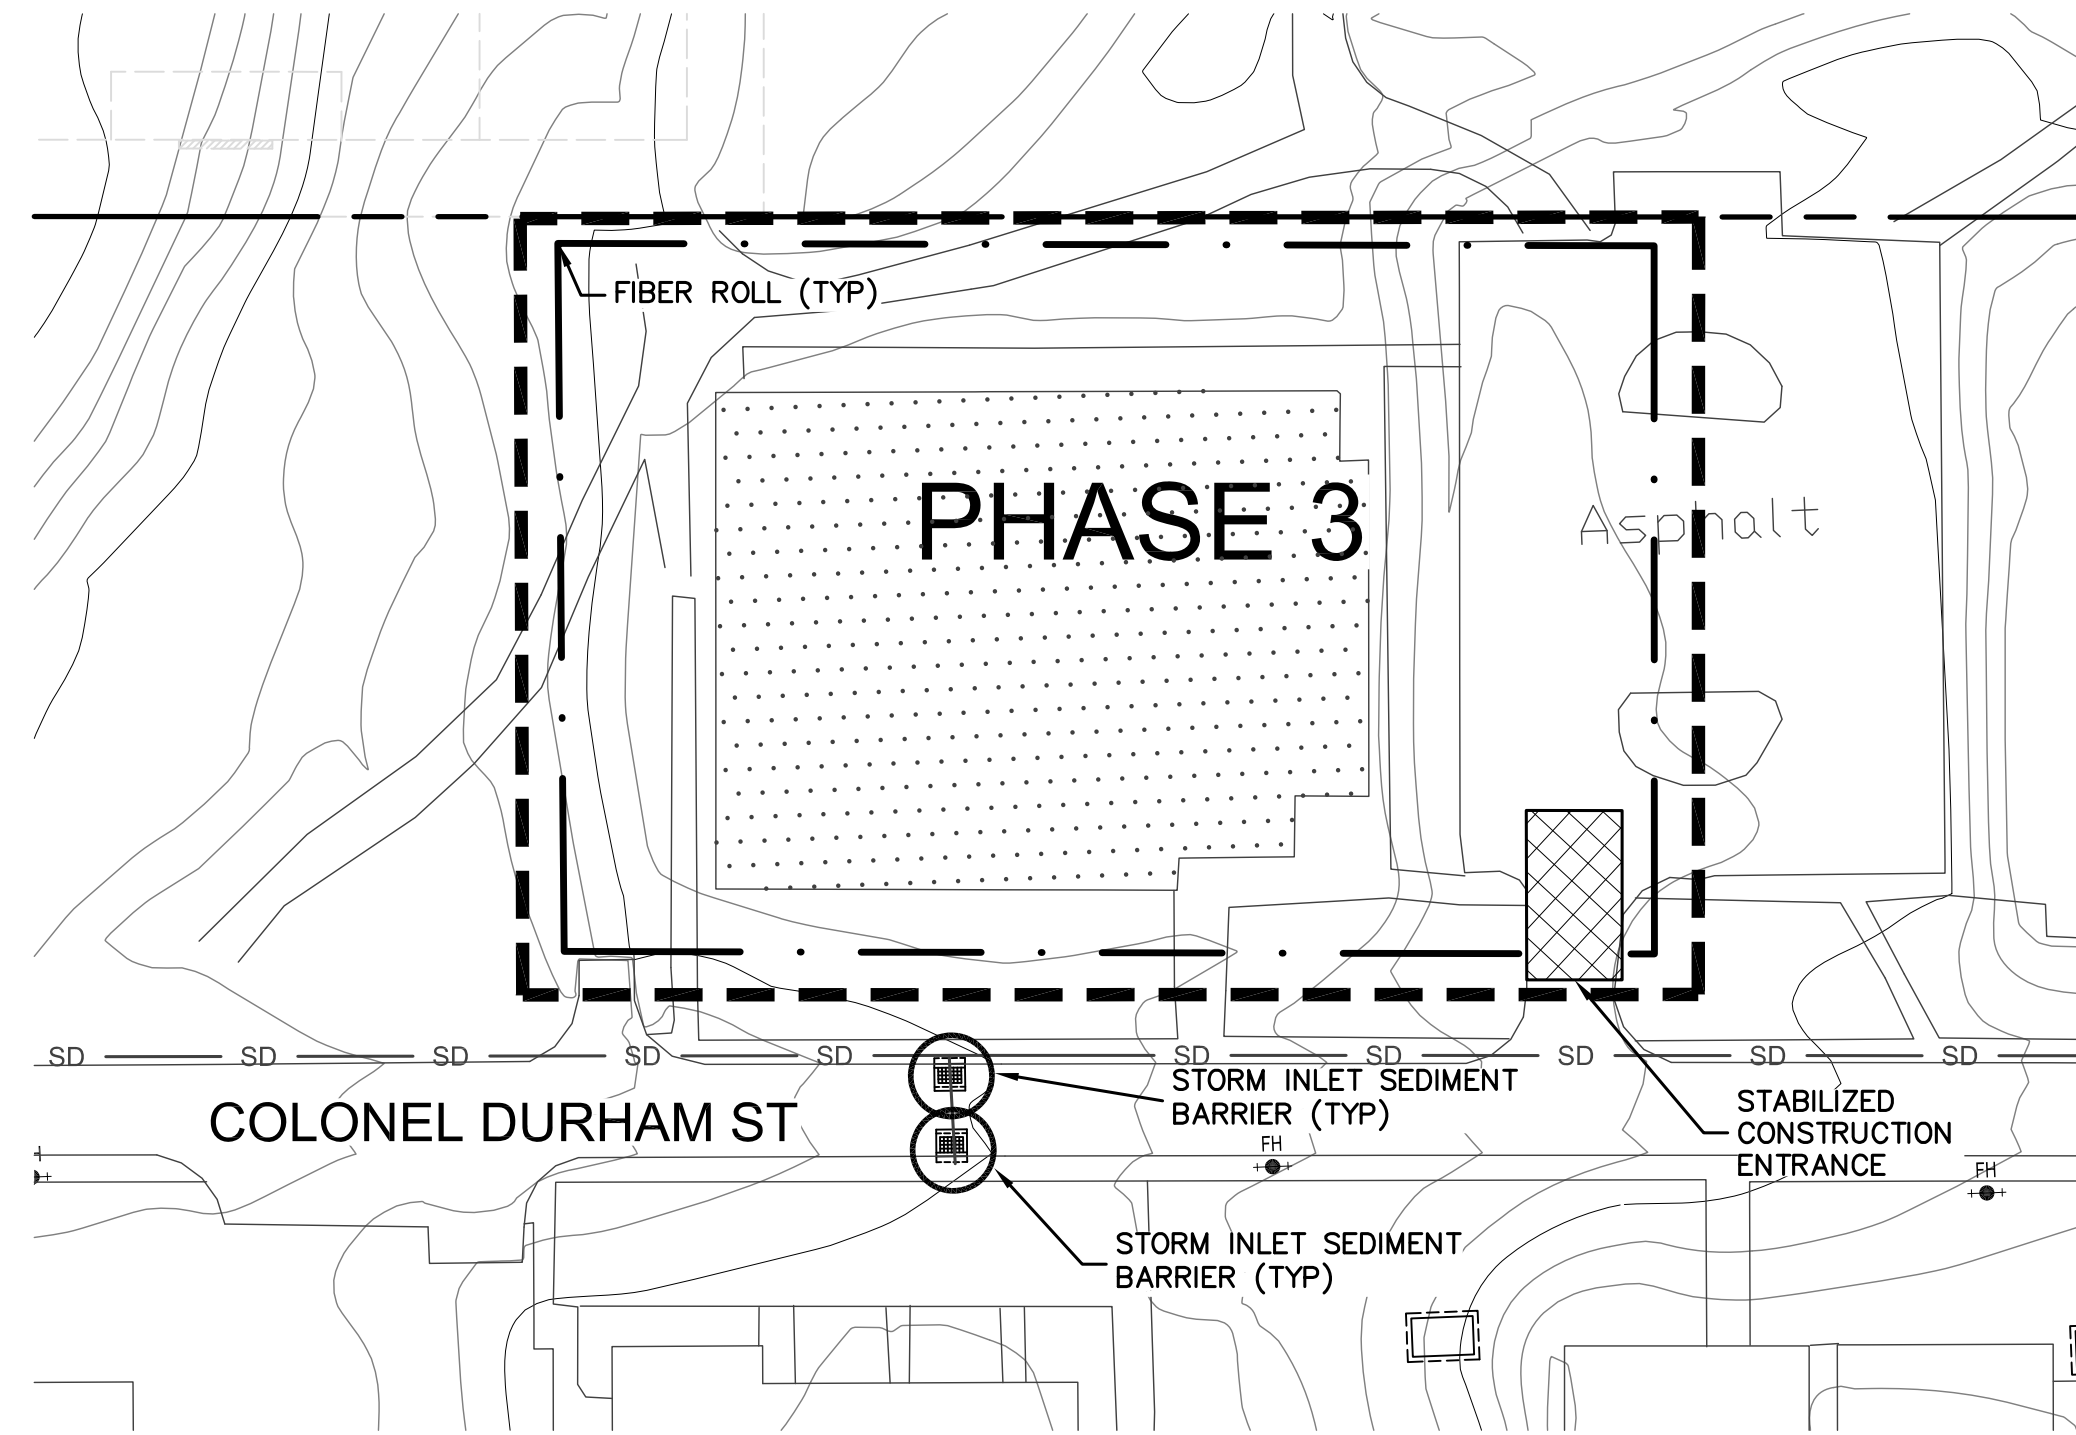 FIBER ROLL (TYP)
PHASE 3
Asphalt
SD SD SD SD SD SD SD SD SD SD
STORM INLET SEDIMENT
BARRIER (TYP)
COLONEL DURHAM ST
STABILIZED
CONSTRUCTION
ENTRANCE
FH
FH
STORM INLET SEDIMENT
BARRIER (TYP)